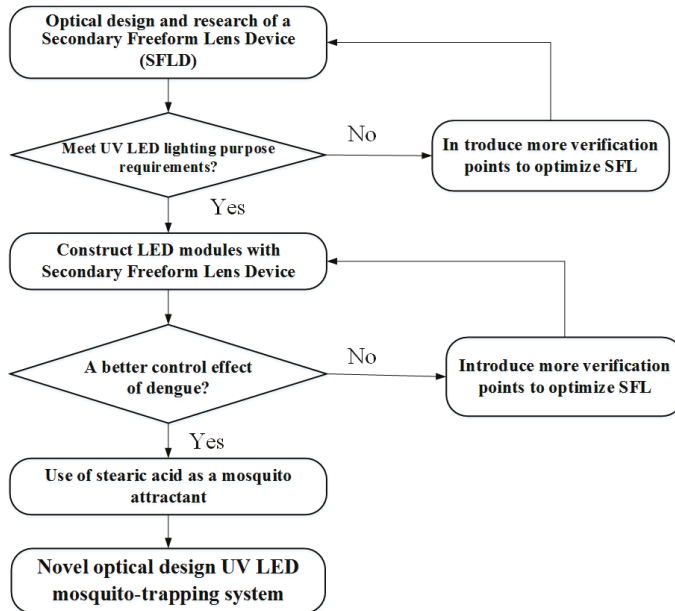 Optical design and research of a
Secondary Freeform Lens Device
(SFLD)
Meet UV LED lighting purpose
requirements?
No
In troduce more verification
points to optimize SFL
Yes
Construct LED modules with
Secondary Freeform Lens Device
A better control effect
of dengue?
No
Introduce more verification
points to optimize SFL
Yes
Use of stearic acid as a mosquito
attractant
Novel optical design UV LED
mosquito-trapping system